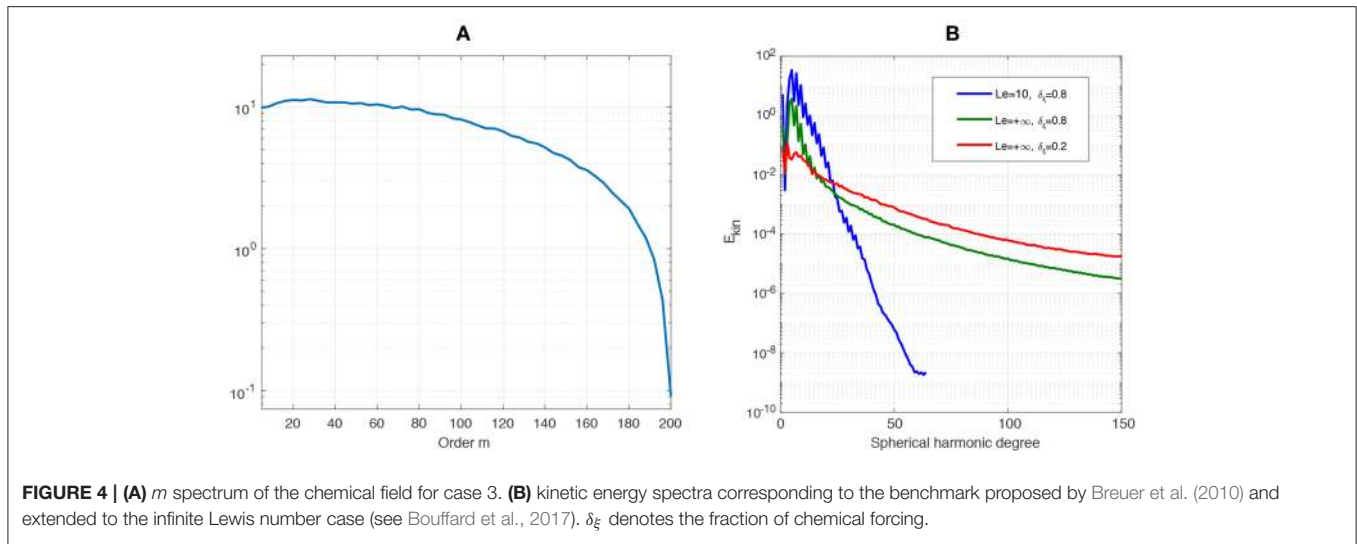 A
10^1
10^0
10^-1
20 40 60 80 100 120 140 160 180 200
Order m
B
10^2
10^0
10^-2
10^-4
10^-6
10^-8
10^-10
E_kin
Le=10, δ_ξ=0.8
Le=+∞, δ_ξ=0.8
Le=+∞, δ_ξ=0.2
0 50 100 150
Spherical harmonic degree
FIGURE 4 | (A) m spectrum of the chemical field for case 3. (B) kinetic energy spectra corresponding to the benchmark proposed by Breuer et al. (2010) and
extended to the infinite Lewis number case (see Bouffard et al., 2017). δ_ξ denotes the fraction of chemical forcing.